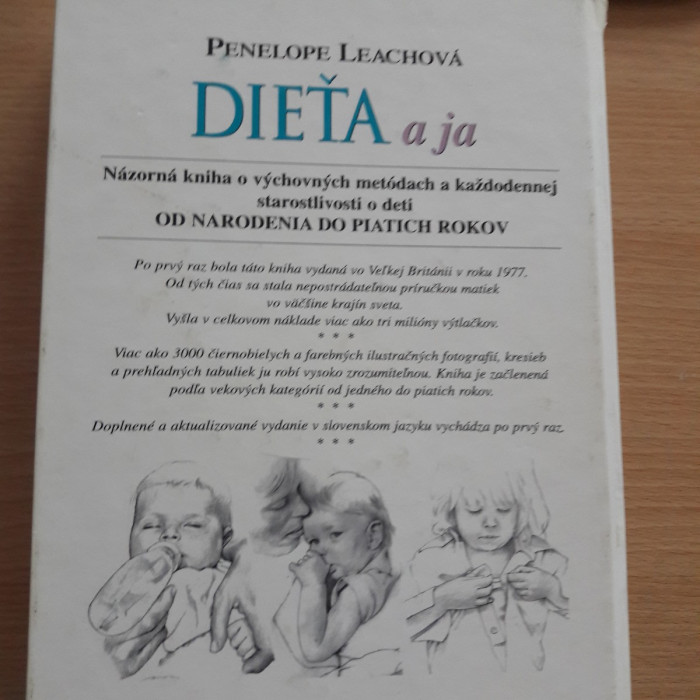 PENELOPE LEACHOVÁ
DIEŤA a ja
Názorná kniha o výchovných metódach a každodennej
starostlivosti o deti
OD NARODENIA DO PIATICH ROKOV
Po prvý raz bola táto kniha vydaná vo Veľkej Británii v roku 1977.
Od tých čias sa stala nepostrádateľnou príručkou matiek
vo väčšine krajín sveta.
Vyšla v celkovom náklade viac ako tri milióny výtlačkov.
* * *
Viac ako 3000 čiernobielych a farebných ilustračných fotografií, kresieb
a prehľadných tabuliek ju robí vysoko zrozumiteľnou. Kniha je začlenená
podľa vekových kategórií od jedného do piatich rokov.
* * *
Doplnené a aktualizované vydanie v slovenskom jazyku vychádza po prvý raz.
* * *